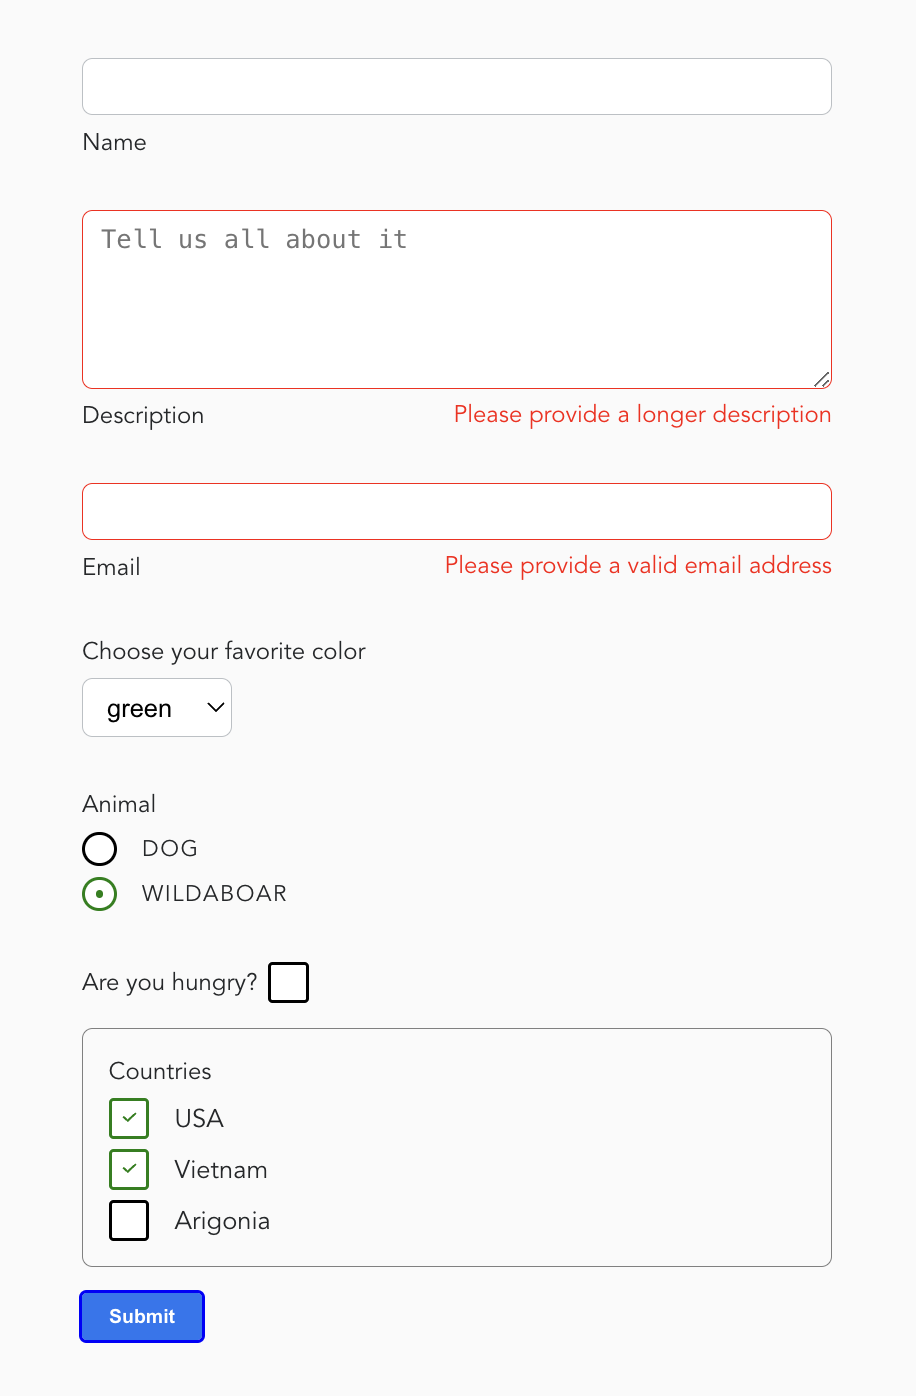 Name
Tell us all about it
Description Please provide a longer description
Email Please provide a valid email address
Choose your favorite color
green
Animal
DOG
WILDABOAR
Are you hungry?
Countries
USA
Vietnam
Arigonia
Submit